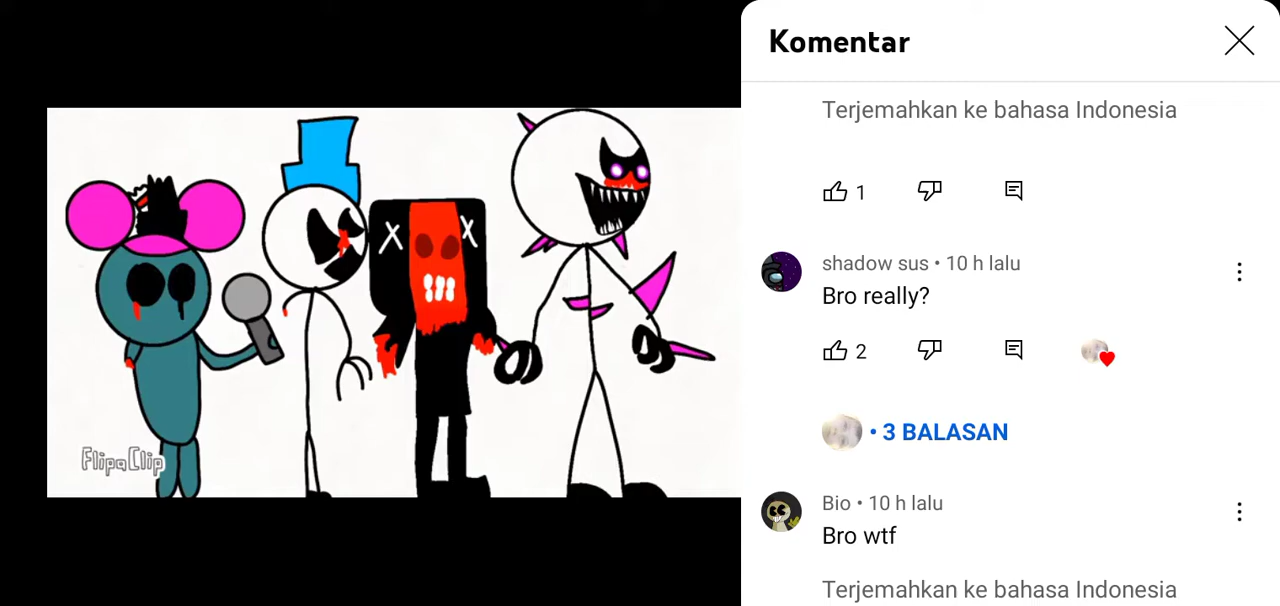 Komentar
Terjemahkan ke bahasa Indonesia
1
shadow sus • 10 h lalu
Bro really?
2
• 3 BALASAN
Bio • 10 h lalu
Bro wtf
Terjemahkan ke bahasa Indonesia
FlipaClip